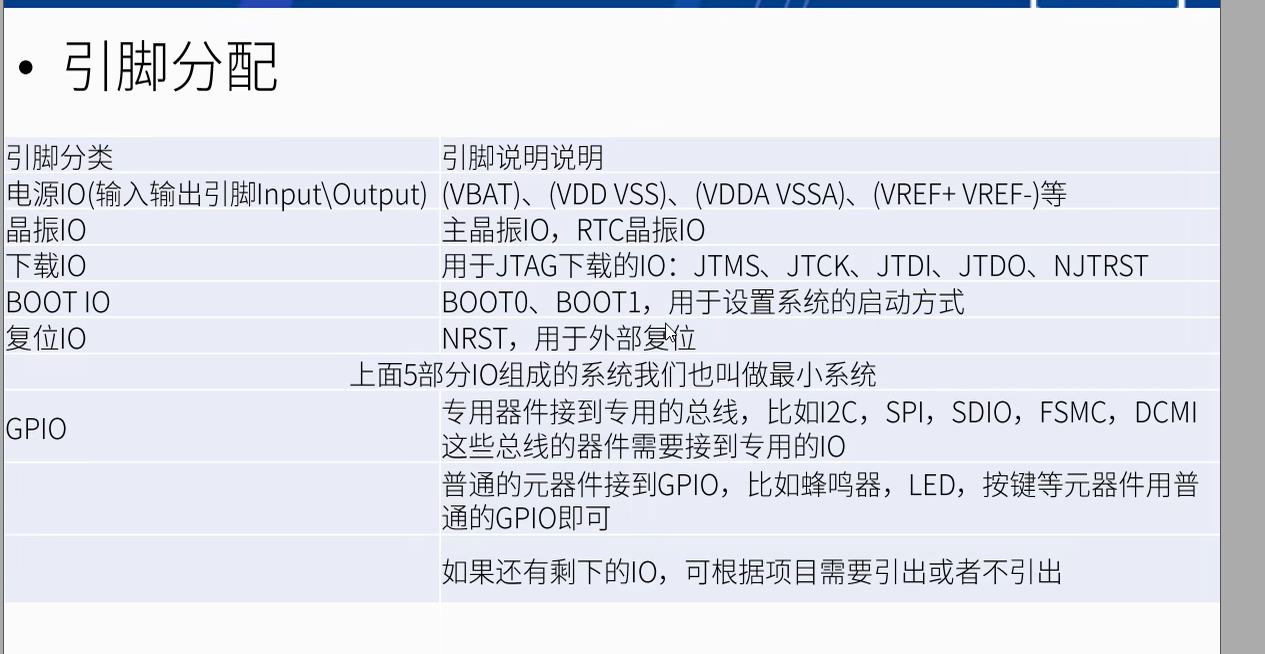 • 引脚分配
引脚分类 引脚说明说明
电源IO(输入输出引脚Input\Output) (VBAT)、(VDD VSS)、(VDDA VSSA)、(VREF+ VREF-)等
晶振IO 主晶振IO，RTC晶振IO
下载IO 用于JTAG下载的IO：JTMS、JTCK、JTDI、JTDO、NJTRST
BOOT IO BOOT0、BOOT1，用于设置系统的启动方式
复位IO NRST，用于外部复位
上面5部分IO组成的系统我们也叫做最小系统
GPIO 专用器件接到专用的总线，比如I2C，SPI，SDIO，FSMC，DCMI
这些总线的器件需要接到专用的IO
普通的元器件接到GPIO，比如蜂鸣器，LED，按键等元器件用普
通的GPIO即可
如果还有剩下的IO，可根据项目需要引出或者不引出